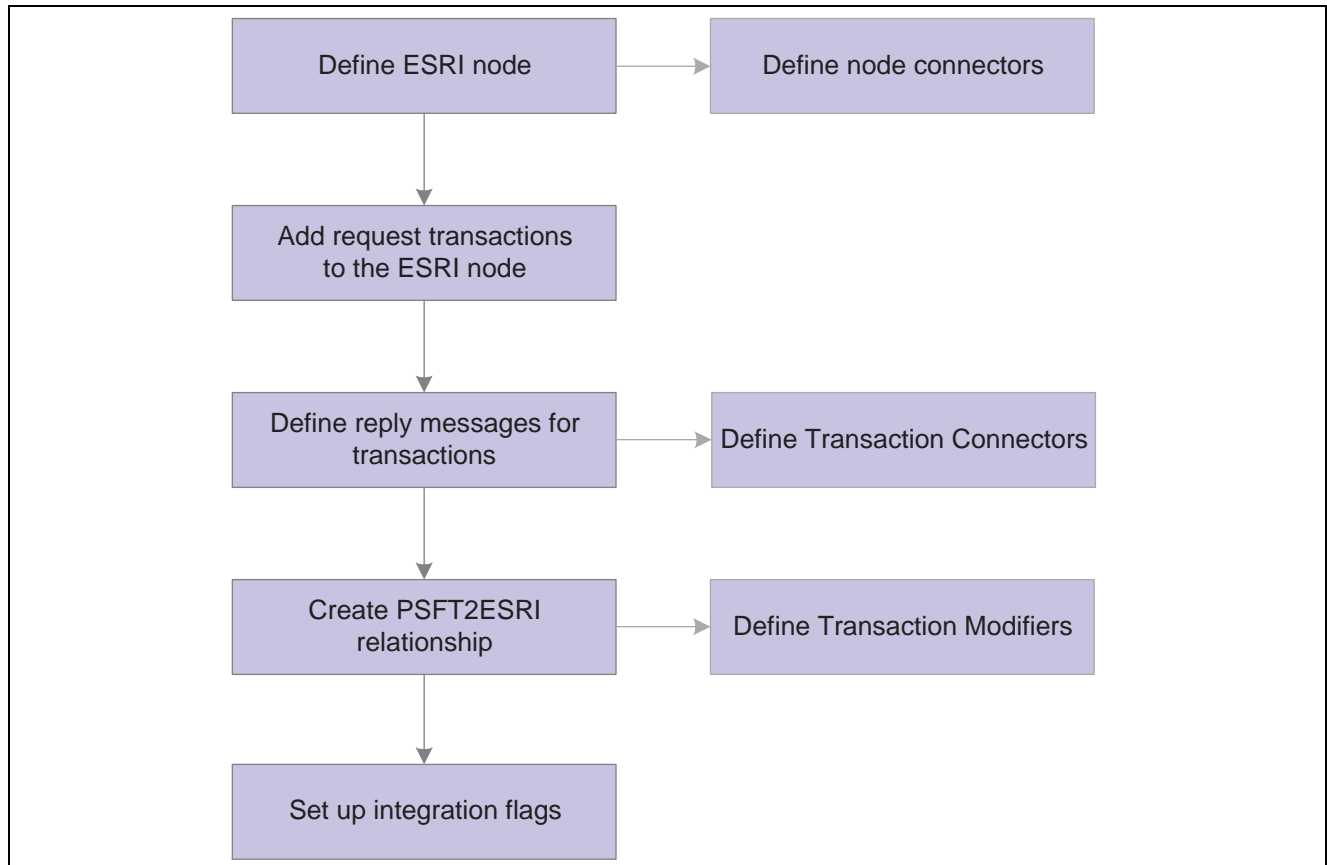 Define ESRI node
Define node connectors
Add request transactions
to the ESRI node
Define reply messages for
transactions
Define Transaction Connectors
Create PSFT2ESRI
relationship
Define Transaction Modifiers
Set up integration flags